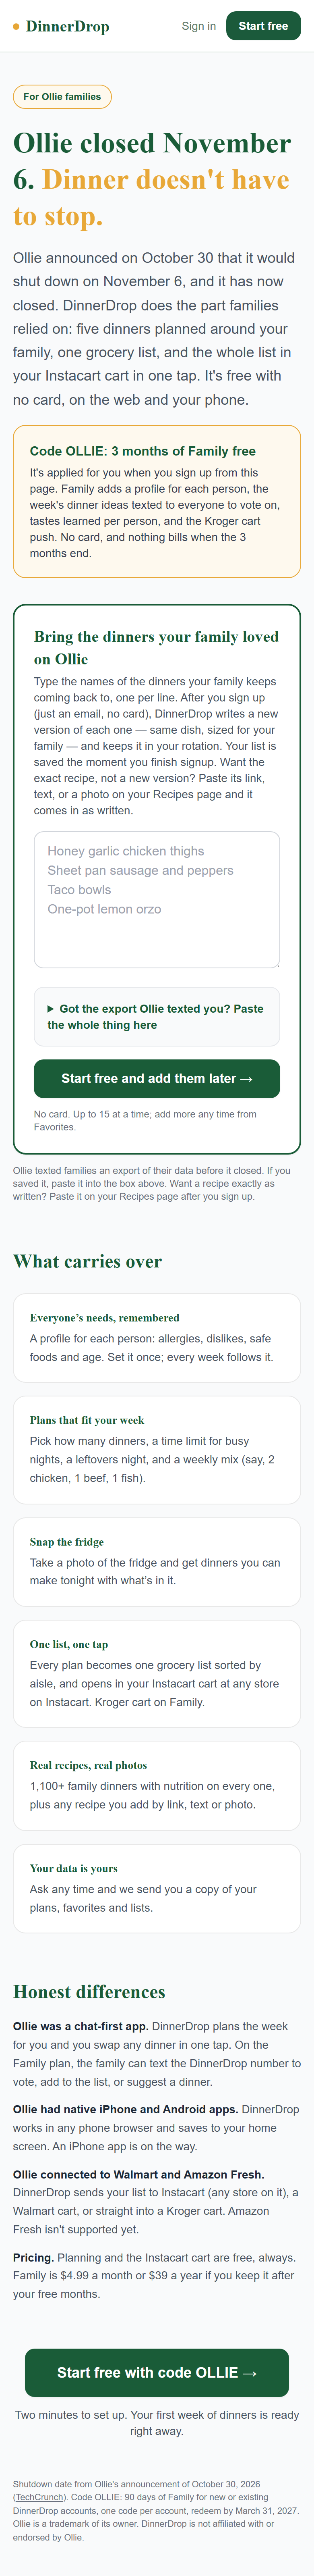 DinnerDrop
Sign in
Start free
For Ollie families
Ollie closed November
6. Dinner doesn't have
to stop.
Ollie announced on October 30 that it would
shut down on November 6, and it has now
closed. DinnerDrop does the part families
relied on: five dinners planned around your
family, one grocery list, and the whole list in
your Instacart cart in one tap. It's free with
no card, on the web and your phone.
Code OLLIE: 3 months of Family free
It's applied for you when you sign up from this
page. Family adds a profile for each person, the
week's dinner ideas texted to everyone to vote on,
tastes learned per person, and the Kroger cart
push. No card, and nothing bills when the 3
months end.
Bring the dinners your family loved
on Ollie
Type the names of the dinners your family keeps
coming back to, one per line. After you sign up
(just an email, no card), DinnerDrop writes a new
version of each one — same dish, sized for your
family — and keeps it in your rotation. Your list is
saved the moment you finish signup. Want the
exact recipe, not a new version? Paste its link,
text, or a photo on your Recipes page and it
comes in as written.
Honey garlic chicken thighs
Sheet pan sausage and peppers
Taco bowls
One-pot lemon orzo
▶ Got the export Ollie texted you? Paste
the whole thing here
Start free and add them later →
No card. Up to 15 at a time; add more any time from
Favorites.
Ollie texted families an export of their data before it closed. If you
saved it, paste it into the box above. Want a recipe exactly as
written? Paste it on your Recipes page after you sign up.
What carries over
Everyone’s needs, remembered
A profile for each person: allergies, dislikes, safe
foods and age. Set it once; every week follows it.
Plans that fit your week
Pick how many dinners, a time limit for busy
nights, a leftovers night, and a weekly mix (say, 2
chicken, 1 beef, 1 fish).
Snap the fridge
Take a photo of the fridge and get dinners you can
make tonight with what’s in it.
One list, one tap
Every plan becomes one grocery list sorted by
aisle, and opens in your Instacart cart at any store
on Instacart. Kroger cart on Family.
Real recipes, real photos
1,100+ family dinners with nutrition on every one,
plus any recipe you add by link, text or photo.
Your data is yours
Ask any time and we send you a copy of your
plans, favorites and lists.
Honest differences
Ollie was a chat-first app. DinnerDrop plans the week
for you and you swap any dinner in one tap. On the
Family plan, the family can text the DinnerDrop number to
vote, add to the list, or suggest a dinner.
Ollie had native iPhone and Android apps. DinnerDrop
works in any phone browser and saves to your home
screen. An iPhone app is on the way.
Ollie connected to Walmart and Amazon Fresh.
DinnerDrop sends your list to Instacart (any store on it), a
Walmart cart, or straight into a Kroger cart. Amazon
Fresh isn't supported yet.
Pricing. Planning and the Instacart cart are free, always.
Family is $4.99 a month or $39 a year if you keep it after
your free months.
Start free with code OLLIE →
Two minutes to set up. Your first week of dinners is ready
right away.
Shutdown date from Ollie's announcement of October 30, 2026
(TechCrunch). Code OLLIE: 90 days of Family for new or existing
DinnerDrop accounts, one code per account, redeem by March 31, 2027.
Ollie is a trademark of its owner. DinnerDrop is not affiliated with or
endorsed by Ollie.